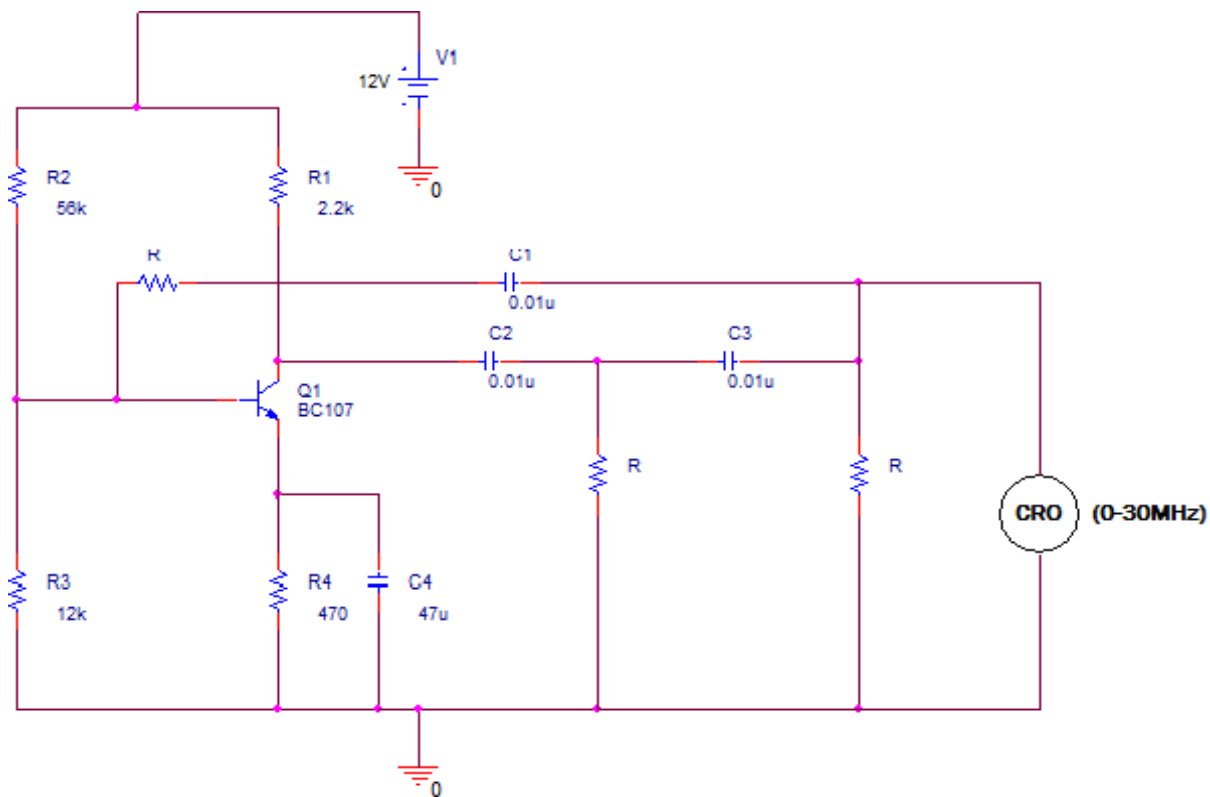 V1
12V
0
R2
56k
R1
2.2k
R
C1
0.01u
C2
0.01u
C3
0.01u
Q1
BC107
R
R
CRO (0-30MHz)
R3
12k
R4
470
C4
47u
0